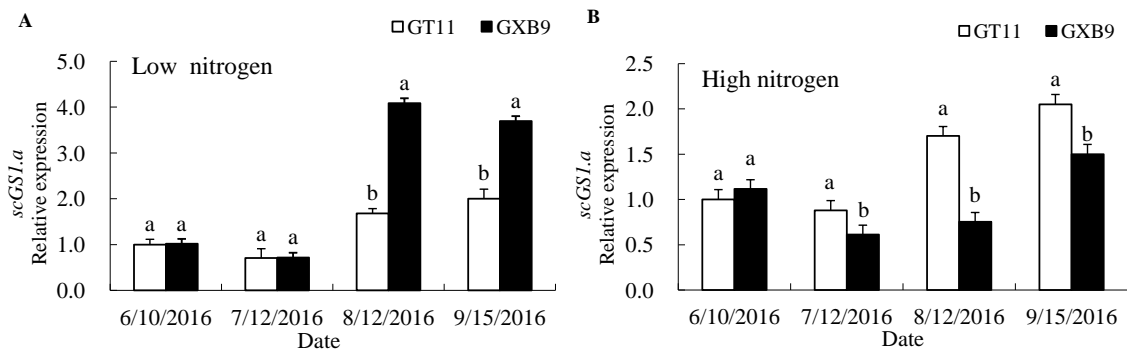 A
GT11 GXB9
Low nitrogen
scGS1.a
Relative expression
5.0
4.0
3.0
2.0
1.0
0.0
a a
a a
b a
b a
6/10/2016 7/12/2016 8/12/2016 9/15/2016
Date
B
GT11 GXB9
High nitrogen
scGS1.a
Relative expression
2.5
2.0
1.5
1.0
0.5
0.0
a a
a b
a b
a b
6/10/2016 7/12/2016 8/12/2016 9/15/2016
Date